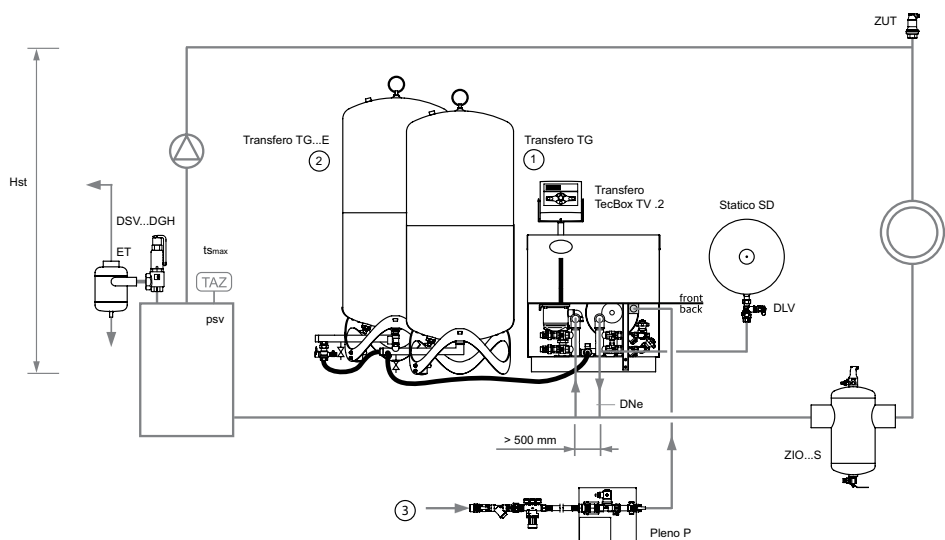 ZUT
Transfero TG...E
2
Transfero TG
1
Transfero
TecBox TV .2
Statico SD
Hst
DSV...DGH
ET
tsmax
TAZ
psv
front
back
DLV
DNe
> 500 mm
ZIO...S
3
Pleno P